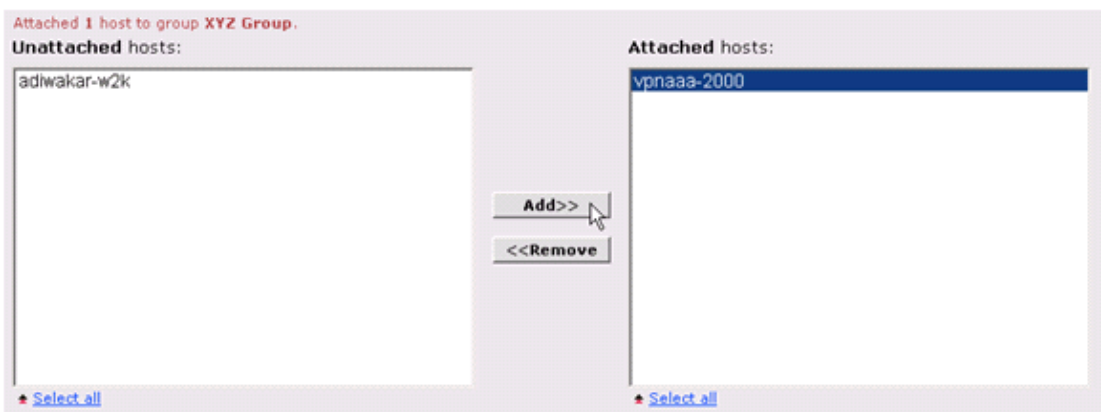 Attached 1 host to group XYZ Group.
Unattached hosts:
adiwakar-w2k
Add>>
<<Remove
Select all
Attached hosts:
vpnaaa-2000
Select all